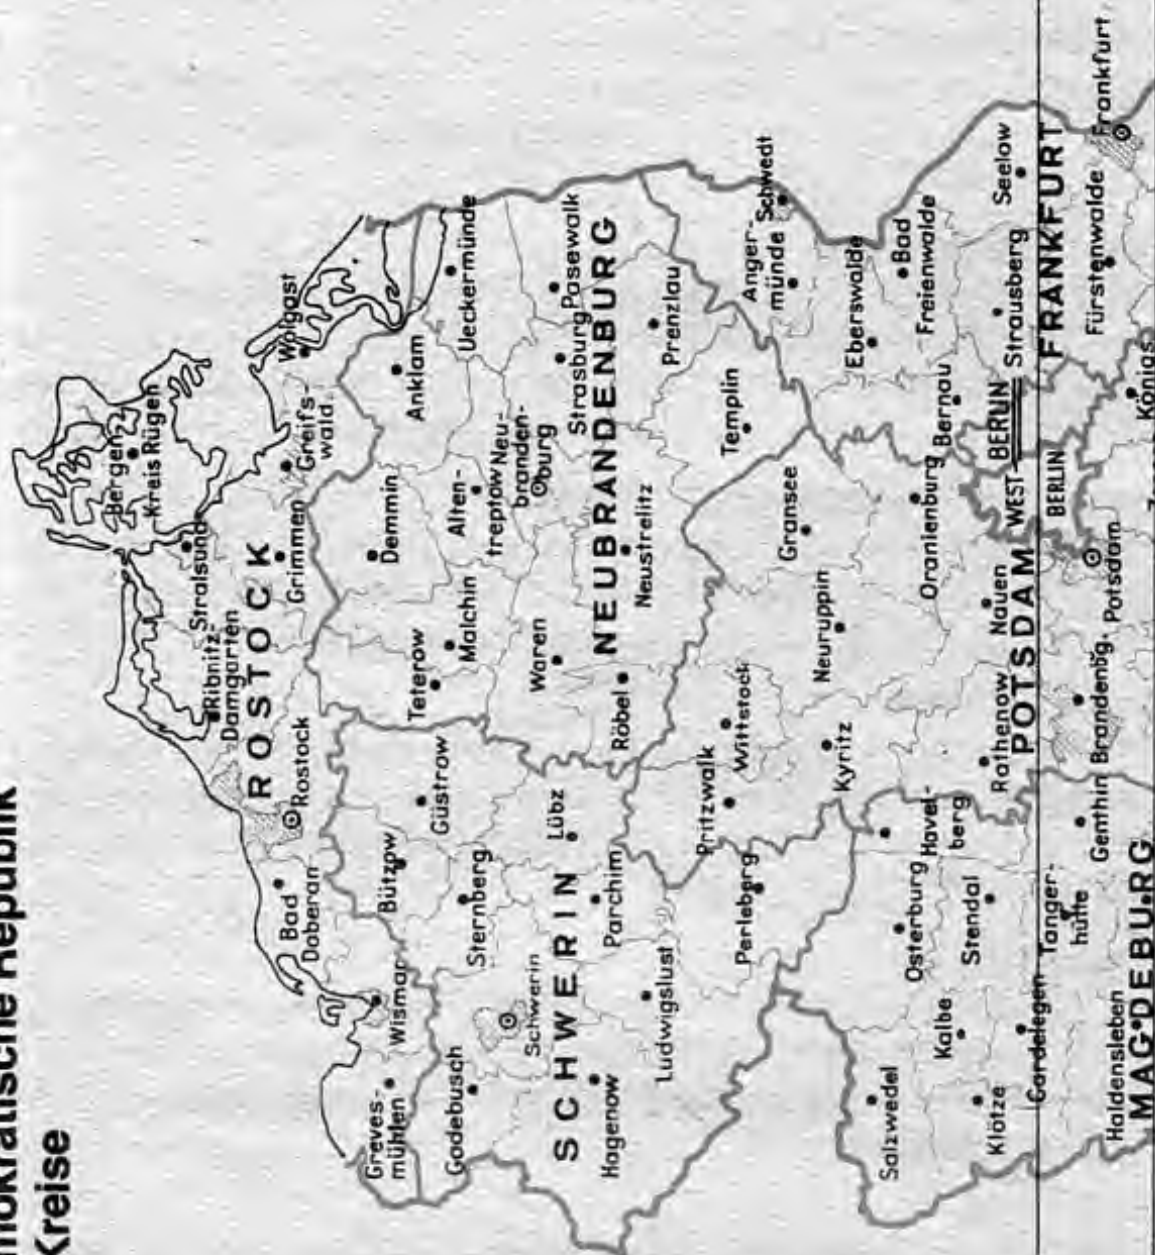 mokratische Republik
Kreise
Bergen
Kreis Rügen
Stralsund
Ribnitz-
Damgarten
ROSTOCK
Wolgast
Greifs-
wald
Grimmen
Rostock
Bad
Doberan
Wismar
Greves-
mühlen
Anklam
Demmin
Ueckermünde
Alten-
treptow
Neu-
branden-
burg
Malchin
Teterow
Güstrow
Bützow
Sternberg
Gadebusch
Schwerin
SCHWERIN
Pasewalk
Strasburg
NEUBRANDENBURG
Waren
Neustrelitz
Röbel
Lübz
Parchim
Hagenow
Ludwigslust
Prenzlau
Templin
Anger-
münde
Schwedt
Gransee
Wittstock
Pritzwalk
Perleberg
Neuruppin
Kyritz
Eberswalde
Bad
Freienwalde
Bernau
Oranienburg
Havel-
berg
Osterburg
Stendal
Salzwedel
Kalbe
Klötze
Seelow
Strausberg
BERLIN
WEST-
BERLIN
Nauen
Rathenow
POTSDAM
FRANKFURT
Gardelegen
Tanger-
hütte
Frankfurt
Fürstenwalde
Potsdam
Brandenbg.
Genthin
Haldensleben
MAGDEBURG
Königs